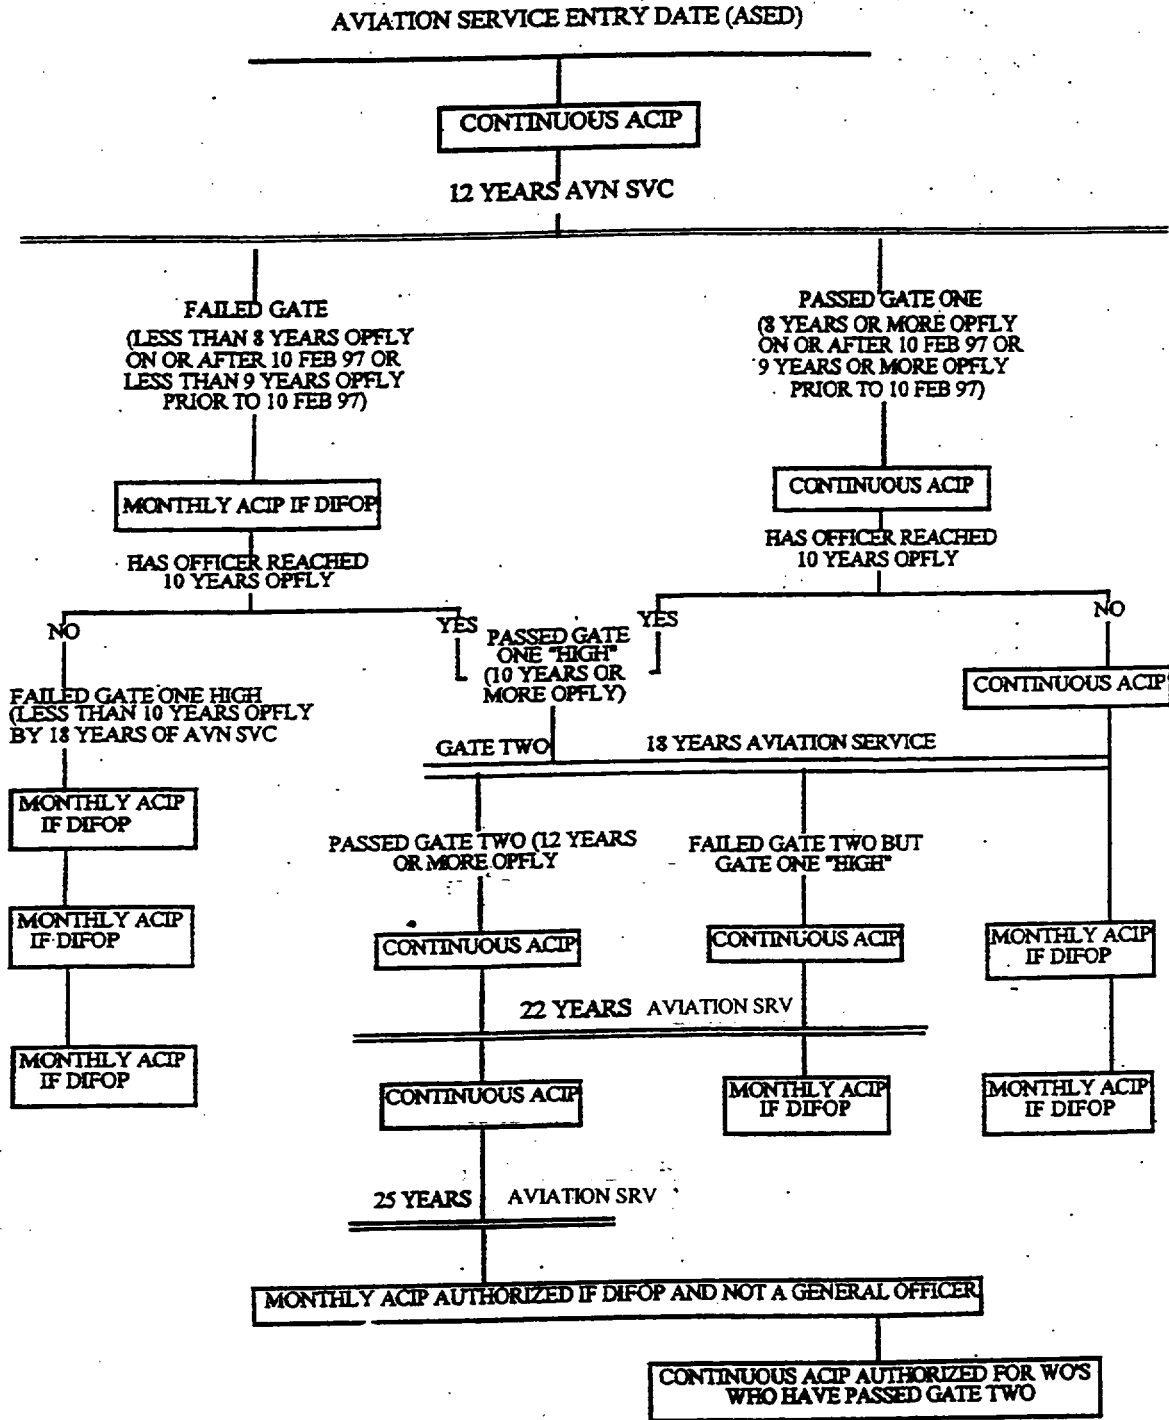 AVIATION SERVICE ENTRY DATE (ASED)
CONTINUOUS ACIP
12 YEARS AVN SVC
FAILED GATE
(LESS THAN 8 YEARS OPFLY
ON OR AFTER 10 FEB 97 OR
LESS THAN 9 YEARS OPFLY
PRIOR TO 10 FEB 97)
PASSED GATE ONE
(8 YEARS OR MORE OPFLY
ON OR AFTER 10 FEB 97 OR
9 YEARS OR MORE OPFLY
PRIOR TO 10 FEB 97)
MONTHLY ACIP IF DIFOP
CONTINUOUS ACIP
HAS OFFICER REACHED
10 YEARS OPFLY
HAS OFFICER REACHED
10 YEARS OPFLY
NO
YES
YES
NO
PASSED GATE
ONE "HIGH"
(10 YEARS OR
MORE OPFLY)
CONTINUOUS ACIP
FAILED GATE ONE HIGH
(LESS THAN 10 YEARS OPFLY
BY 18 YEARS OF AVN SVC
GATE TWO
18 YEARS AVIATION SERVICE
MONTHLY ACIP
IF DIFOP
PASSED GATE TWO (12 YEARS
OR MORE OPFLY
FAILED GATE TWO BUT
GATE ONE "HIGH"
MONTHLY ACIP
IF DIFOP
CONTINUOUS ACIP
CONTINUOUS ACIP
MONTHLY ACIP
IF DIFOP
22 YEARS AVIATION SRV
MONTHLY ACIP
IF DIFOP
CONTINUOUS ACIP
MONTHLY ACIP
IF DIFOP
MONTHLY ACIP
IF DIFOP
25 YEARS AVIATION SRV
MONTHLY ACIP AUTHORIZED IF DIFOP AND NOT A GENERAL OFFICER
CONTINUOUS ACIP AUTHORIZED FOR WO'S
WHO HAVE PASSED GATE TWO